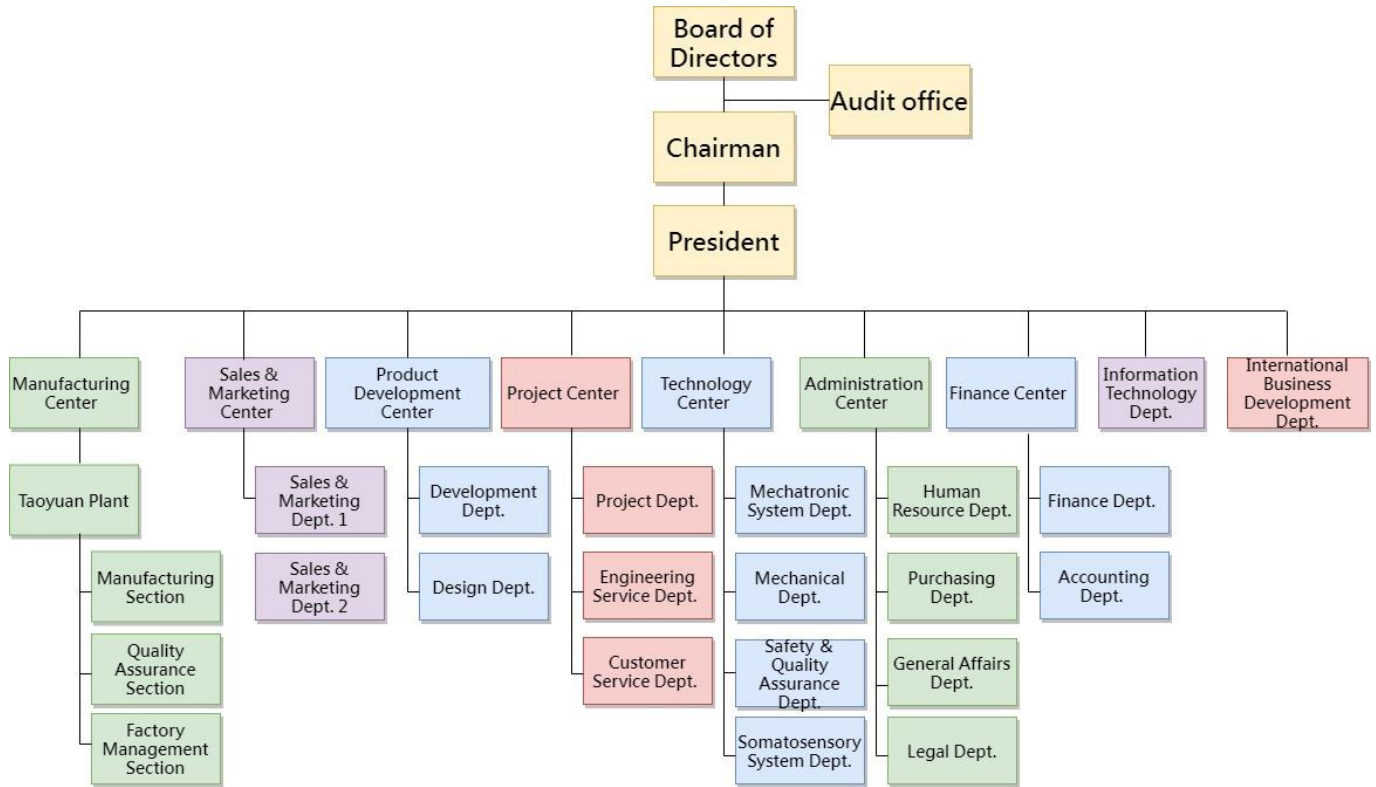 Board of
Directors
Audit office
Chairman
President
Manufacturing
Center
Sales &
Marketing
Center
Product
Development
Center
Project Center
Technology
Center
Administration
Center
Finance Center
Information
Technology
Dept.
International
Business
Development
Dept.
Taoyuan Plant
Sales &
Marketing
Dept. 1
Development
Dept.
Project Dept.
Mechatronic
System Dept.
Human
Resource Dept.
Finance Dept.
Manufacturing
Section
Sales &
Marketing
Dept. 2
Design Dept.
Engineering
Service Dept.
Mechanical
Dept.
Purchasing
Dept.
Accounting
Dept.
Quality
Assurance
Section
Customer
Service Dept.
Safety &
Quality
Assurance
Dept.
General Affairs
Dept.
Factory
Management
Section
Somatosensory
System Dept.
Legal Dept.